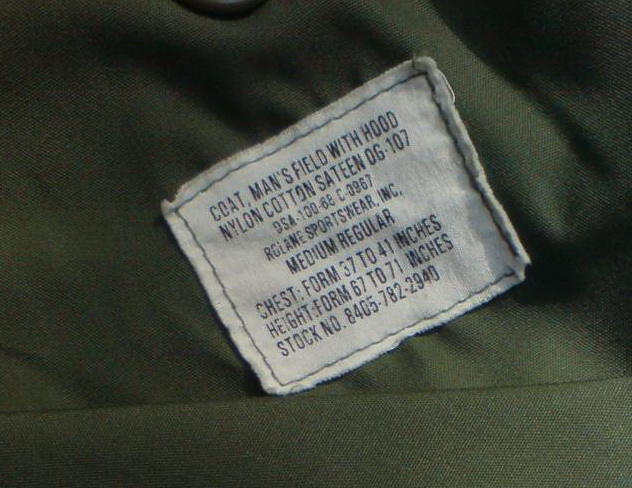 COAT, MAN'S FIELD WITH HOOD
NYLON COTTON SATEEN OG-107
DSA-100-68 C-0967
ROLANE SPORTSWEAR, INC.
MEDIUM REGULAR
CHEST: FORM 37 TO 41 INCHES
HEIGHT:FORM 67 TO 71 INCHES
STOCK NO. 8405-782-2940